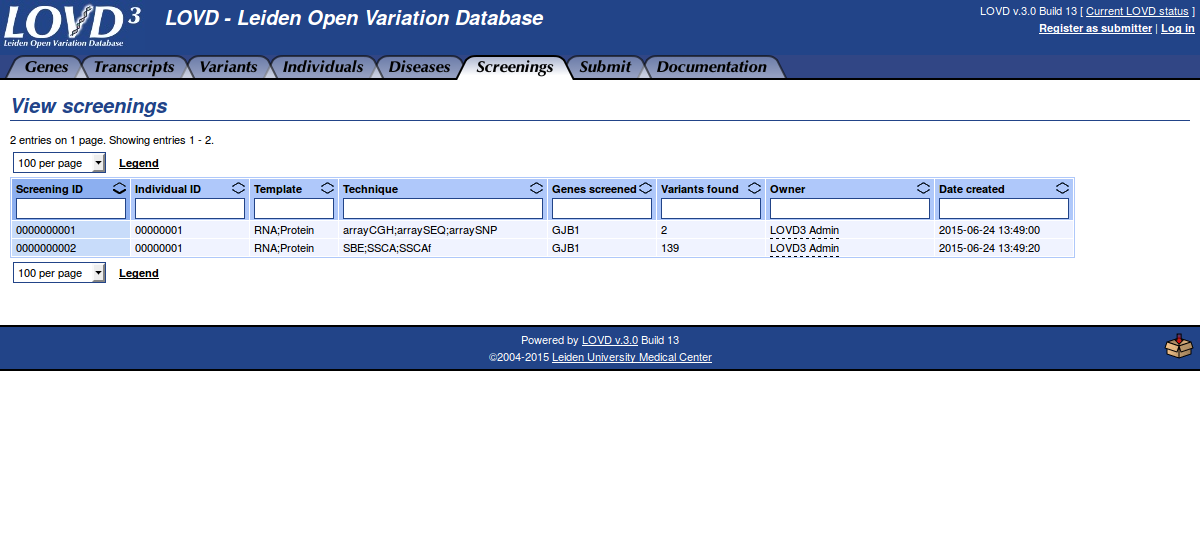 LOVD 3
Leiden Open Variation Database
LOVD - Leiden Open Variation Database
LOVD v.3.0 Build 13 [ Current LOVD status ]
Register as submitter | Log in
Genes Transcripts Variants Individuals Diseases Screenings Submit Documentation
View screenings
2 entries on 1 page. Showing entries 1 - 2.
100 per page Legend
Screening ID Individual ID Template Technique Genes screened Variants found Owner Date created
0000000001 00000001 RNA;Protein arrayCGH;arraySEQ;arraySNP GJB1 2 LOVD3 Admin 2015-06-24 13:49:00
0000000002 00000001 RNA;Protein SBE;SSCA;SSCAf GJB1 139 LOVD3 Admin 2015-06-24 13:49:20
100 per page Legend
Powered by LOVD v.3.0 Build 13
©2004-2015 Leiden University Medical Center